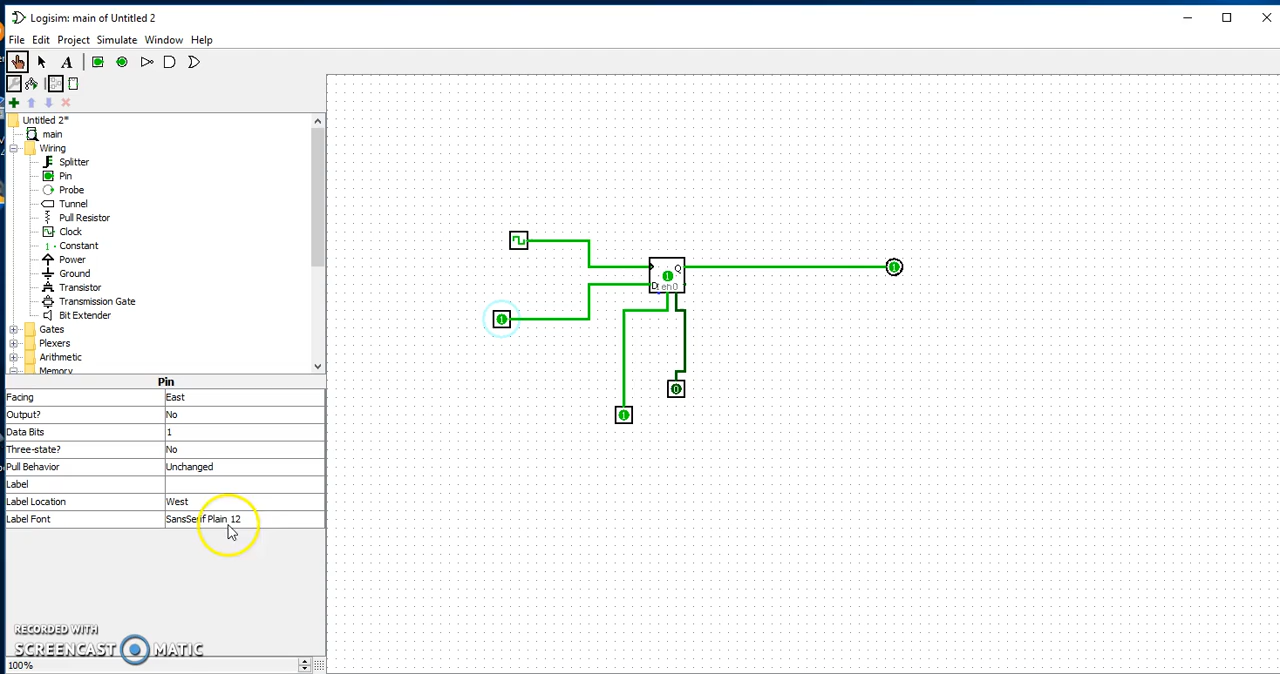 Logisim: main of Untitled 2
File Edit Project Simulate Window Help
A
Untitled 2*
main
Wiring
Splitter
Pin
Probe
Tunnel
Pull Resistor
Clock
1 Constant
Power
Ground
Transistor
Transmission Gate
Bit Extender
Gates
Plexers
Arithmetic
Memory
Pin
Facing East
Output? No
Data Bits 1
Three-state? No
Pull Behavior Unchanged
Label
Label Location West
Label Font SansSerif Plain 12
Q
1
D
1
1
0
1
RECORDED WITH
SCREENCAST MATIC
100%